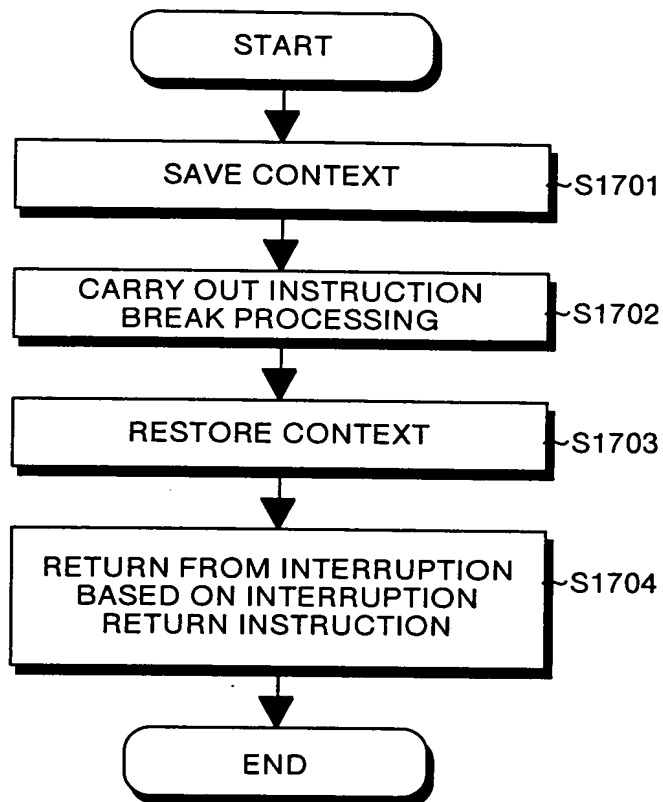 START
SAVE CONTEXT
S1701
CARRY OUT INSTRUCTION
BREAK PROCESSING
S1702
RESTORE CONTEXT
S1703
RETURN FROM INTERRUPTION
BASED ON INTERRUPTION
RETURN INSTRUCTION
S1704
END